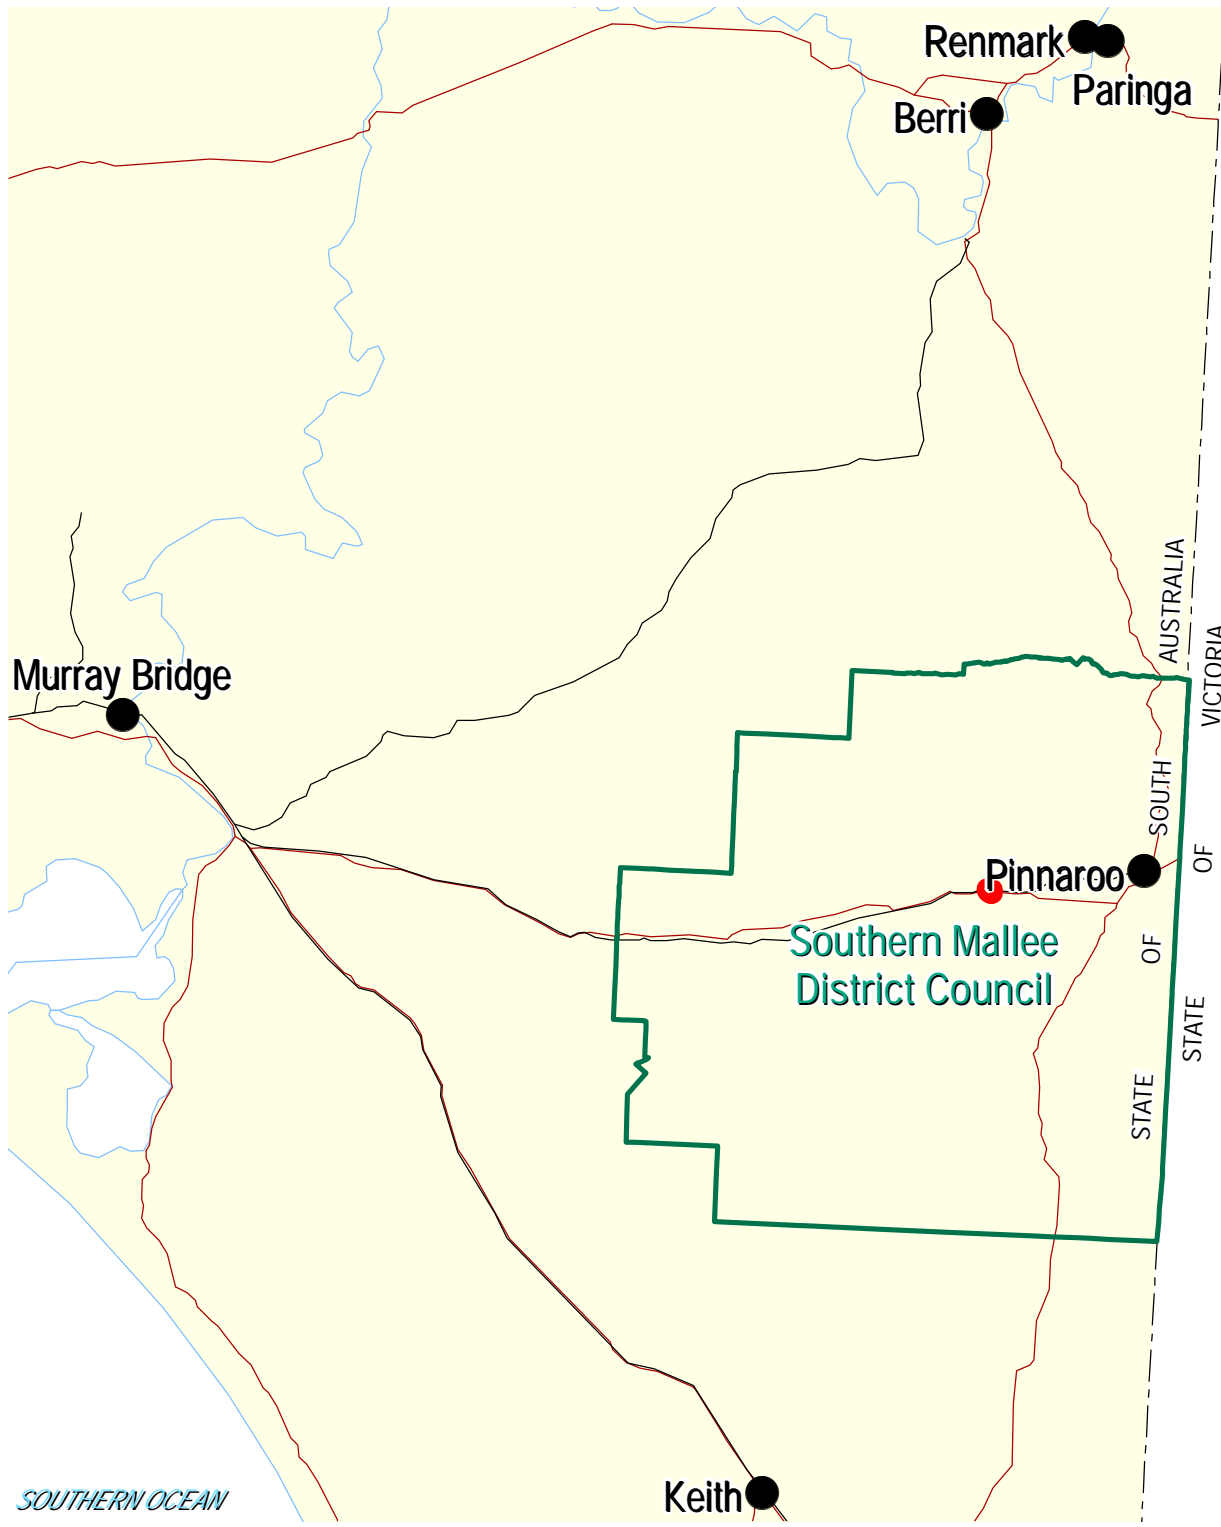 Renmark
Paringa
Berri
AUSTRALIA
VICTORIA
Murray Bridge
SOUTH
OF
Pinnaroo
Southern Mallee
District Council
OF
STATE
STATE
SOUTHERN OCEAN
Keith